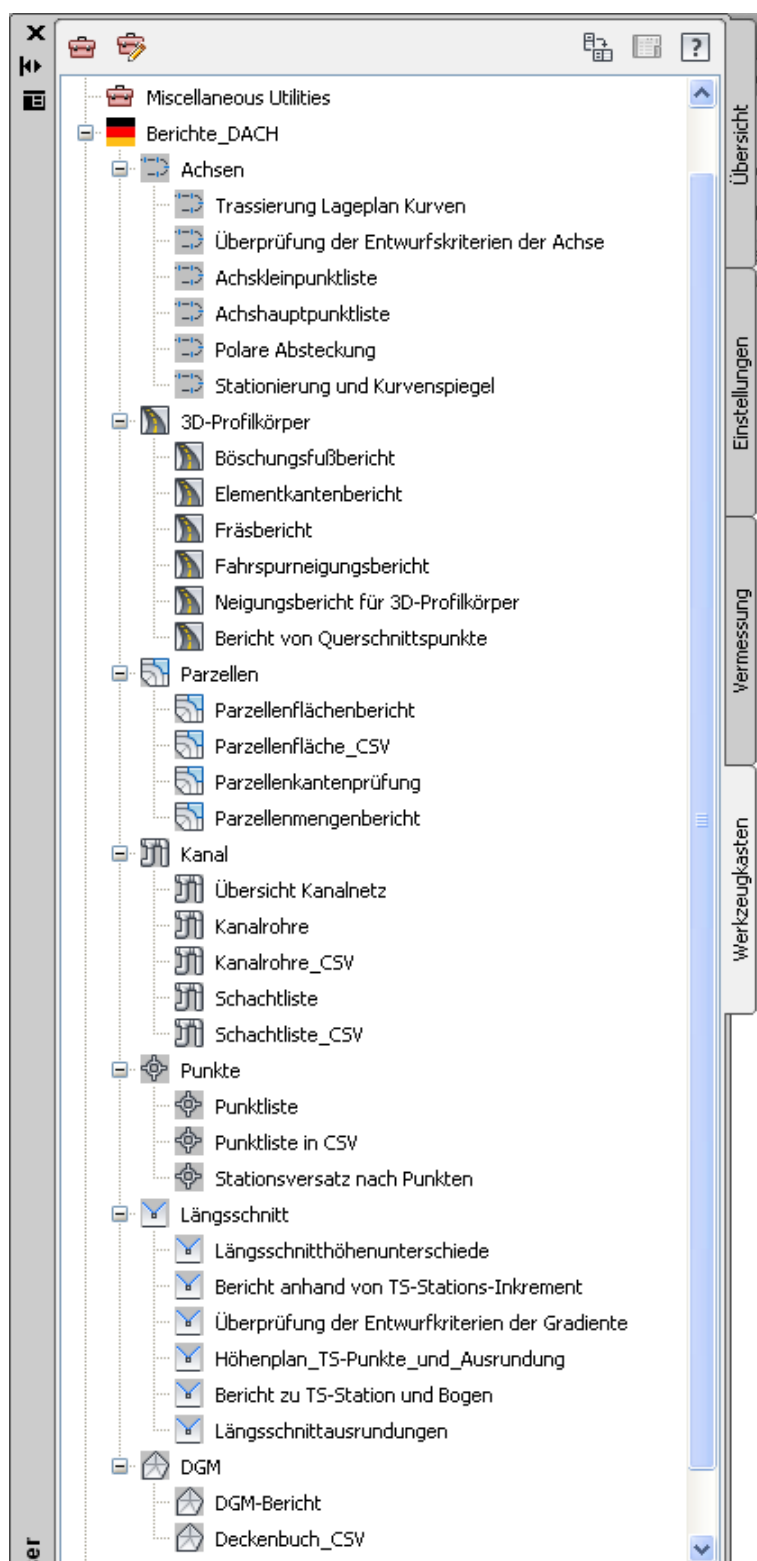 Miscellaneous Utilities
Berichte_DACH
Achsen
Trassierung Lageplan Kurven
Überprüfung der Entwurfskriterien der Achse
Achskleinpunktliste
Achshauptpunktliste
Polare Absteckung
Stationierung und Kurvenspiegel
3D-Profilkörper
Böschungsfußbericht
Elementkantenbericht
Fräsbericht
Fahrspurneigungsbericht
Neigungsbericht für 3D-Profilkörper
Bericht von Querschnittspunkte
Parzellen
Parzellenflächenbericht
Parzellenfläche_CSV
Parzellenkantenprüfung
Parzellenmengenbericht
Kanal
Übersicht Kanalnetz
Kanalrohre
Kanalrohre_CSV
Schachtliste
Schachtliste_CSV
Punkte
Punktliste
Punktliste in CSV
Stationsversatz nach Punkten
Längsschnitt
Längsschnitthöhenunterschiede
Bericht anhand von TS-Stations-Inkrement
Überprüfung der Entwurfkriterien der Gradiente
Höhenplan_TS-Punkte_und_Ausrundung
Bericht zu TS-Station und Bogen
Längsschnittausrundungen
DGM
DGM-Bericht
Deckenbuch_CSV
Übersicht
Einstellungen
Vermessung
Werkzeugkasten